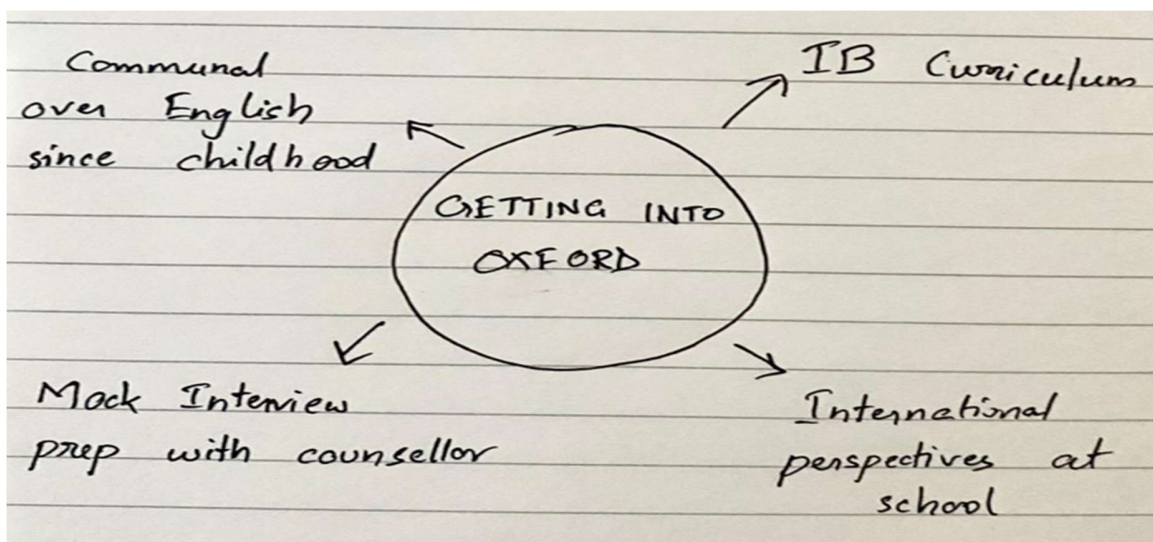 Communal
over English
since childhood
IB Curriculum
GETTING INTO
OXFORD
Mock Interview
prep with counsellor
International
perspectives at
school